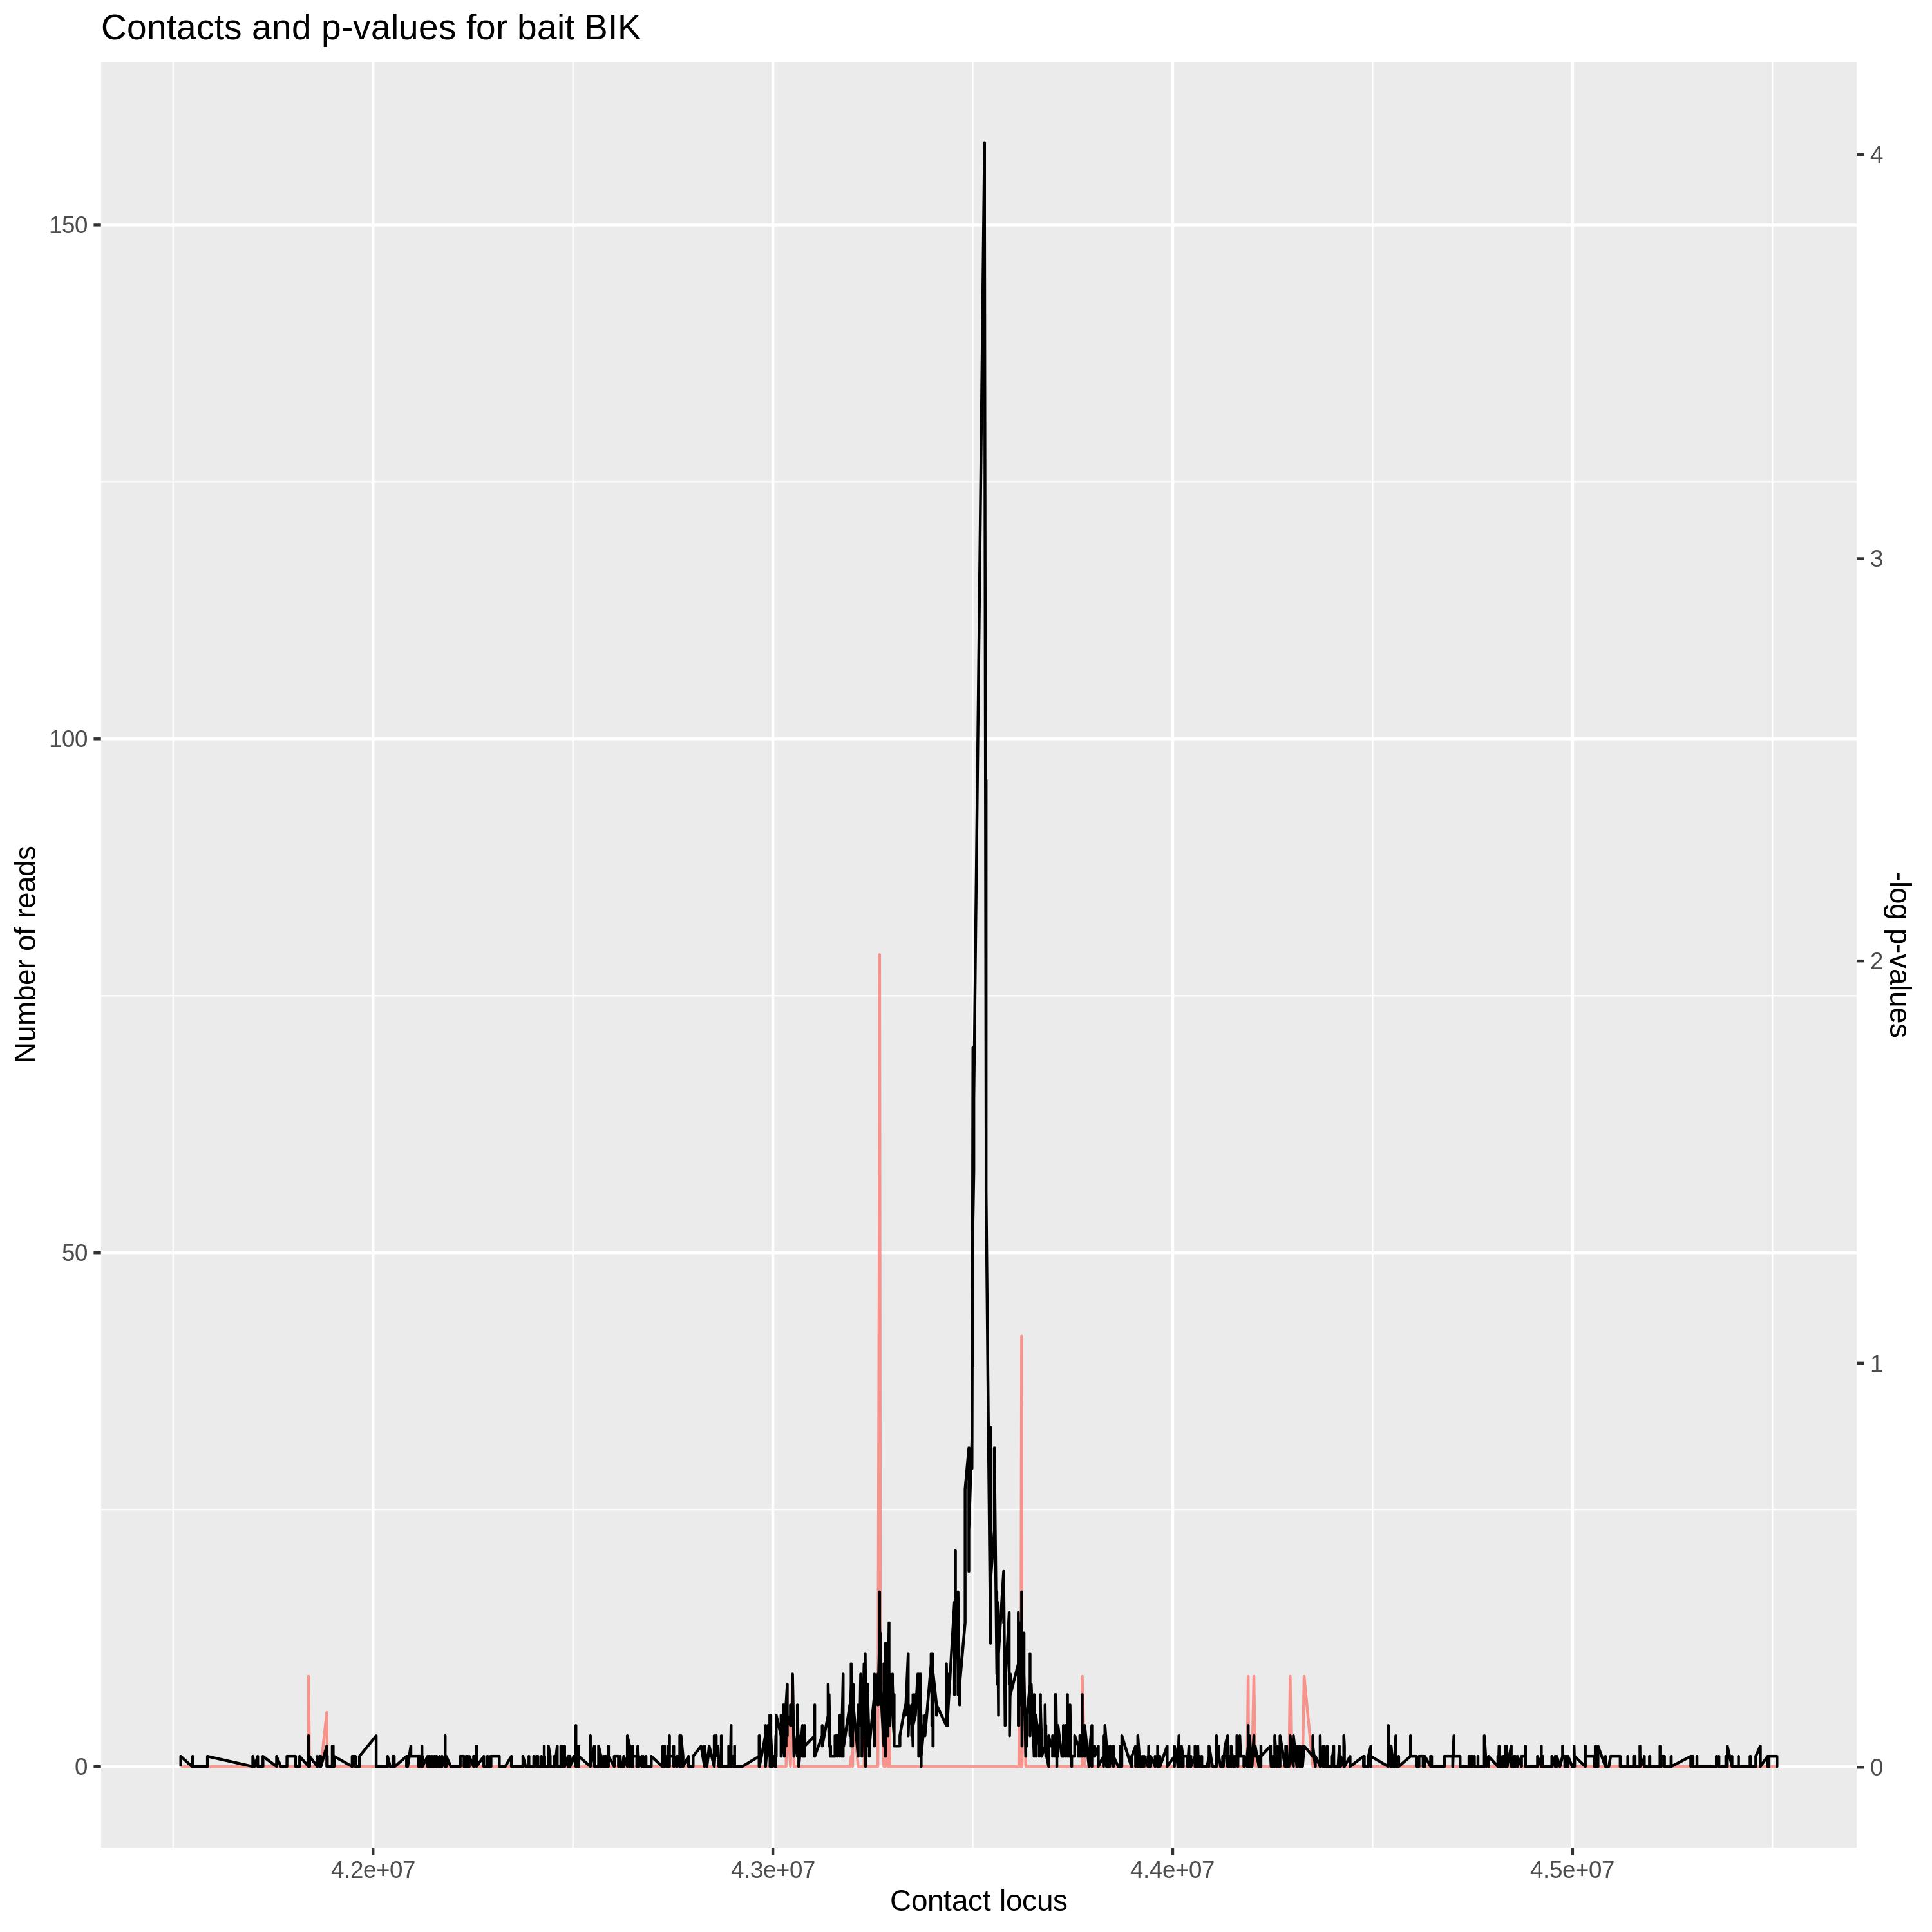 Contacts and p-values for bait BIK
150
100
50
0
Number of reads
4
3
2
1
0
-log p-values
4.2e+07
4.3e+07
4.4e+07
4.5e+07
Contact locus